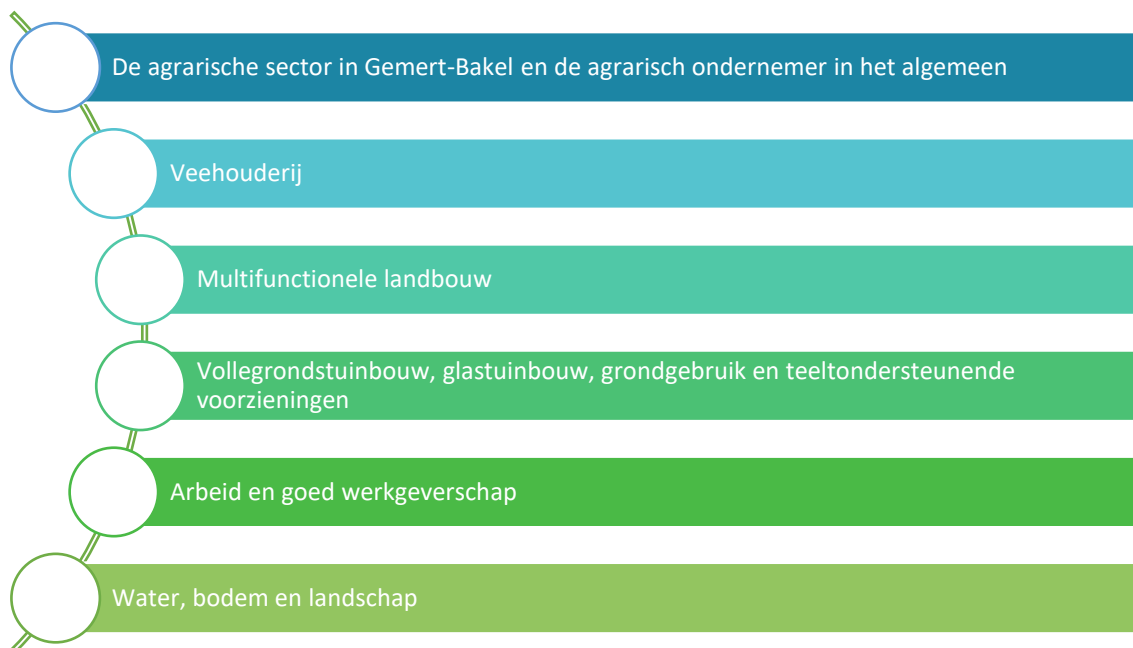 De agrarische sector in Gemert-Bakel en de agrarisch ondernemer in het algemeen
Veehouderij
Multifunctionele landbouw
Vollegrondstuinbouw, glastuinbouw, grondgebruik en teeltondersteunende
voorzieningen
Arbeid en goed werkgeverschap
Water, bodem en landschap